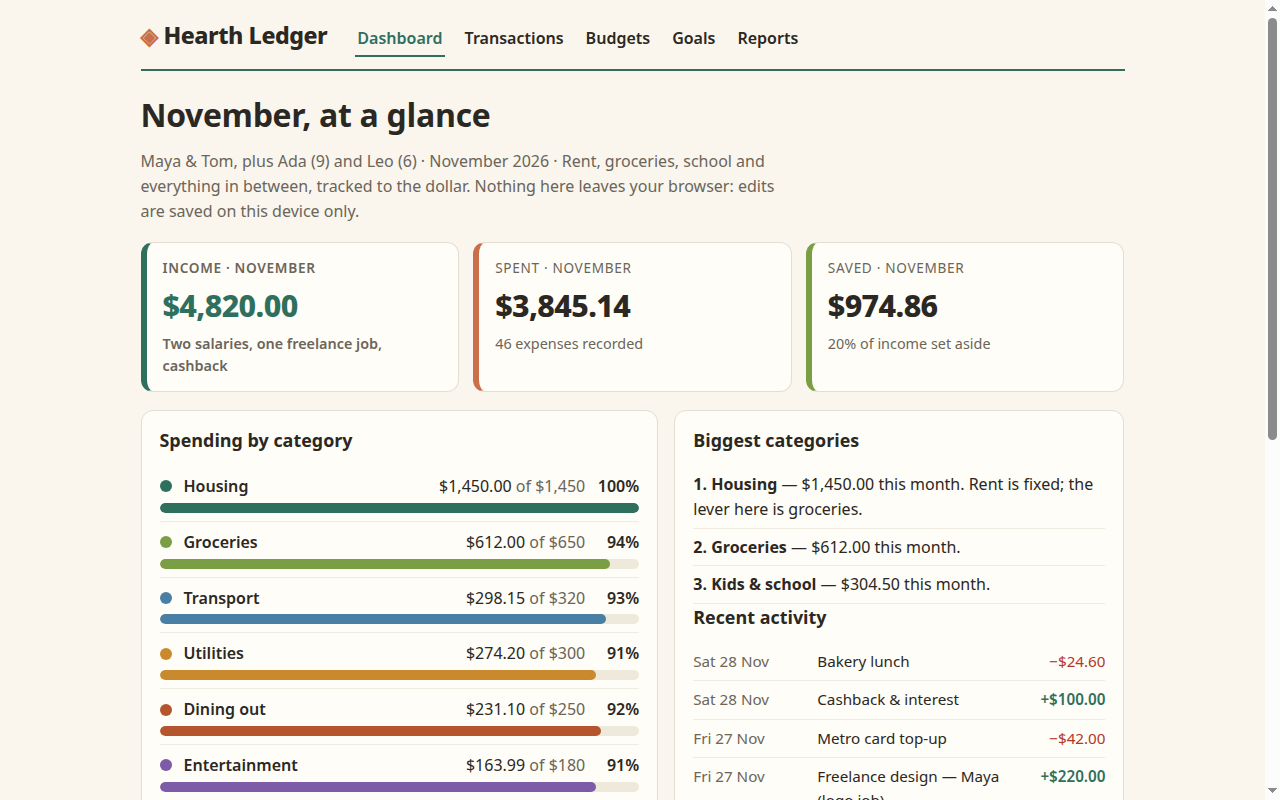 Hearth Ledger
Dashboard
Transactions
Budgets
Goals
Reports
November, at a glance
Maya & Tom, plus Ada (9) and Leo (6) · November 2026 · Rent, groceries, school and
everything in between, tracked to the dollar. Nothing here leaves your browser: edits
are saved on this device only.
INCOME · NOVEMBER
$4,820.00
Two salaries, one freelance job,
cashback
SPENT · NOVEMBER
$3,845.14
46 expenses recorded
SAVED · NOVEMBER
$974.86
20% of income set aside
Spending by category
Housing $1,450.00 of $1,450 100%
Groceries $612.00 of $650 94%
Transport $298.15 of $320 93%
Utilities $274.20 of $300 91%
Dining out $231.10 of $250 92%
Entertainment $163.99 of $180 91%
Biggest categories
1. Housing — $1,450.00 this month. Rent is fixed; the
lever here is groceries.
2. Groceries — $612.00 this month.
3. Kids & school — $304.50 this month.
Recent activity
Sat 28 Nov Bakery lunch −$24.60
Sat 28 Nov Cashback & interest +$100.00
Fri 27 Nov Metro card top-up −$42.00
Fri 27 Nov Freelance design — Maya +$220.00
(logo job)